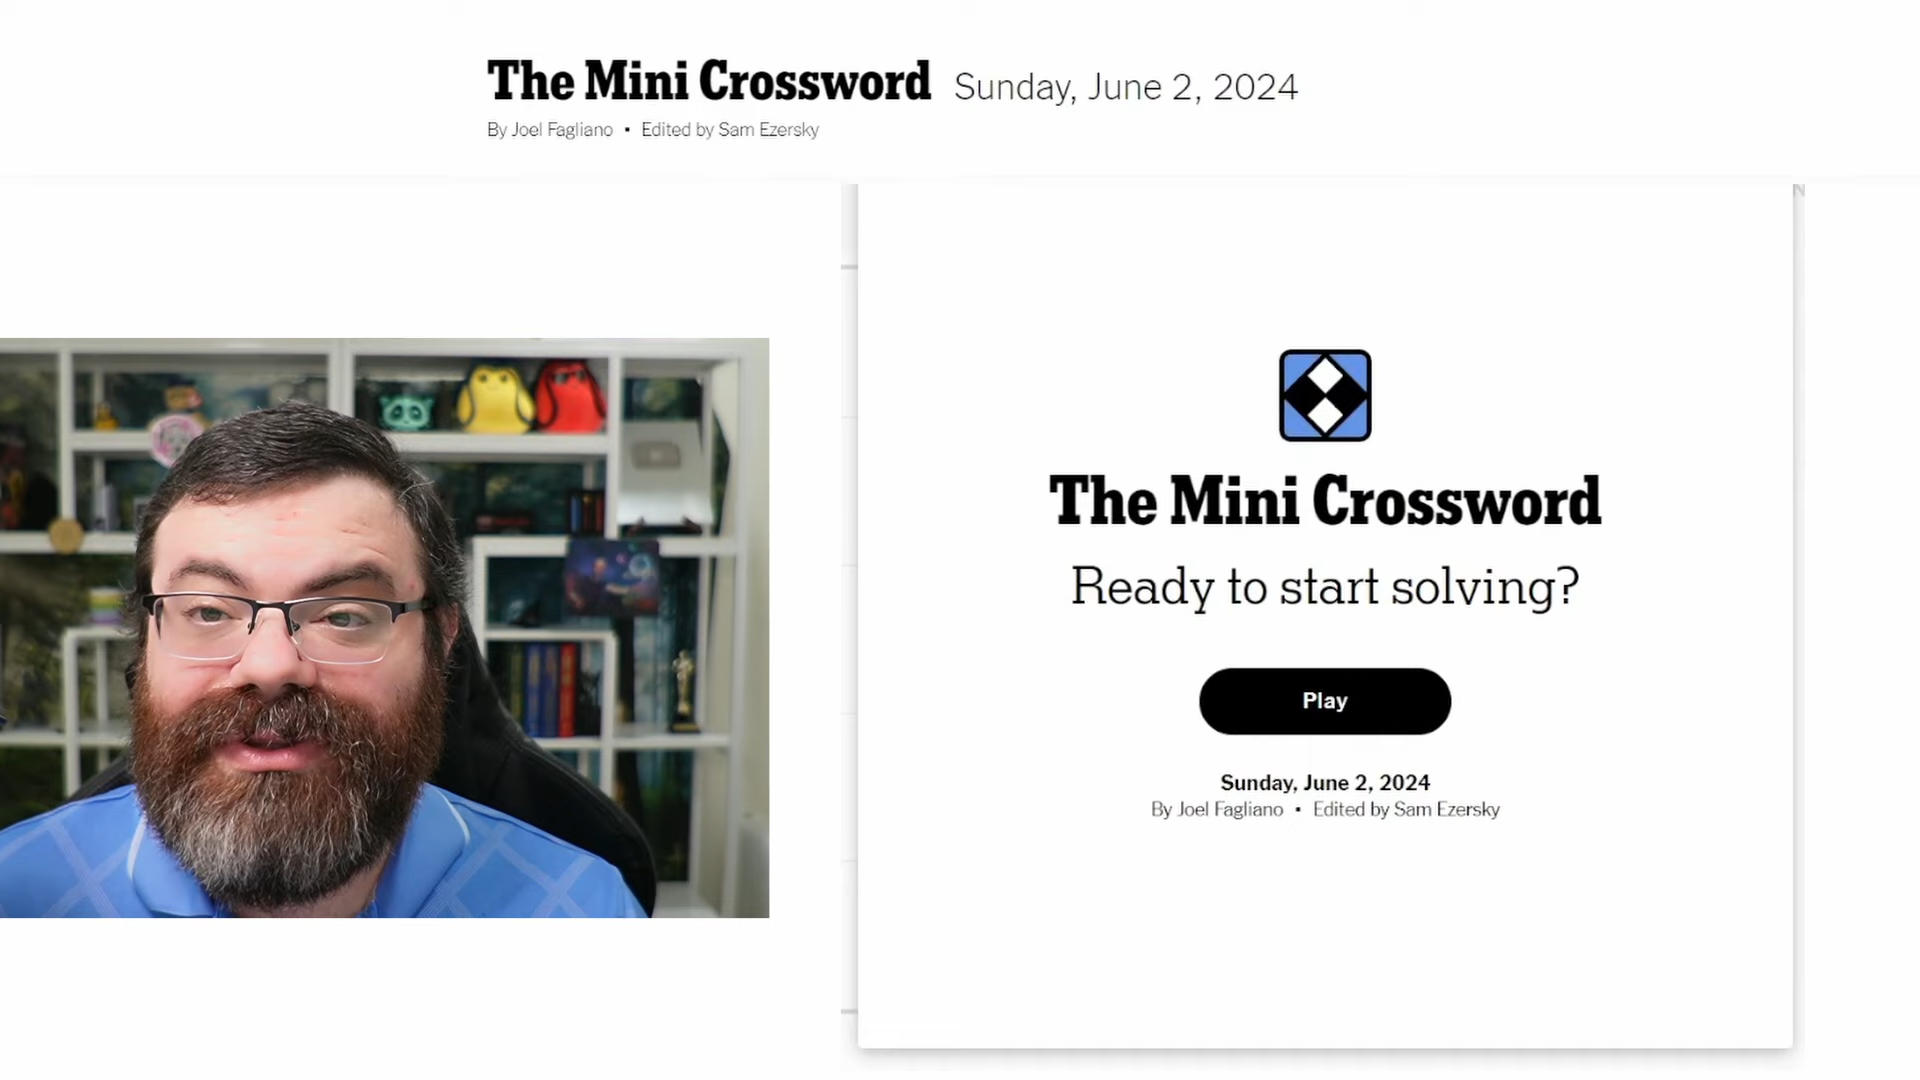 The Mini Crossword Sunday, June 2, 2024
By Joel Fagliano • Edited by Sam Ezersky
The Mini Crossword
Ready to start solving?
Play
Sunday, June 2, 2024
By Joel Fagliano • Edited by Sam Ezersky